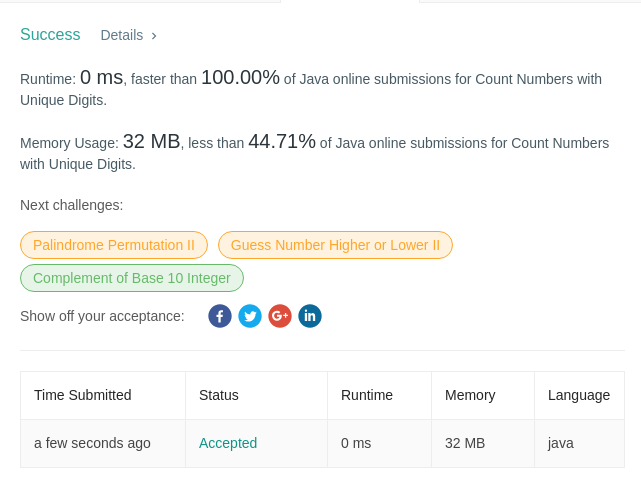 Success Details >
Runtime: 0 ms, faster than 100.00% of Java online submissions for Count Numbers with
Unique Digits.
Memory Usage: 32 MB, less than 44.71% of Java online submissions for Count Numbers
with Unique Digits.
Next challenges:
Palindrome Permutation II Guess Number Higher or Lower II
Complement of Base 10 Integer
Show off your acceptance: f G+ in
Time Submitted Status Runtime Memory Language
a few seconds ago Accepted 0 ms 32 MB java